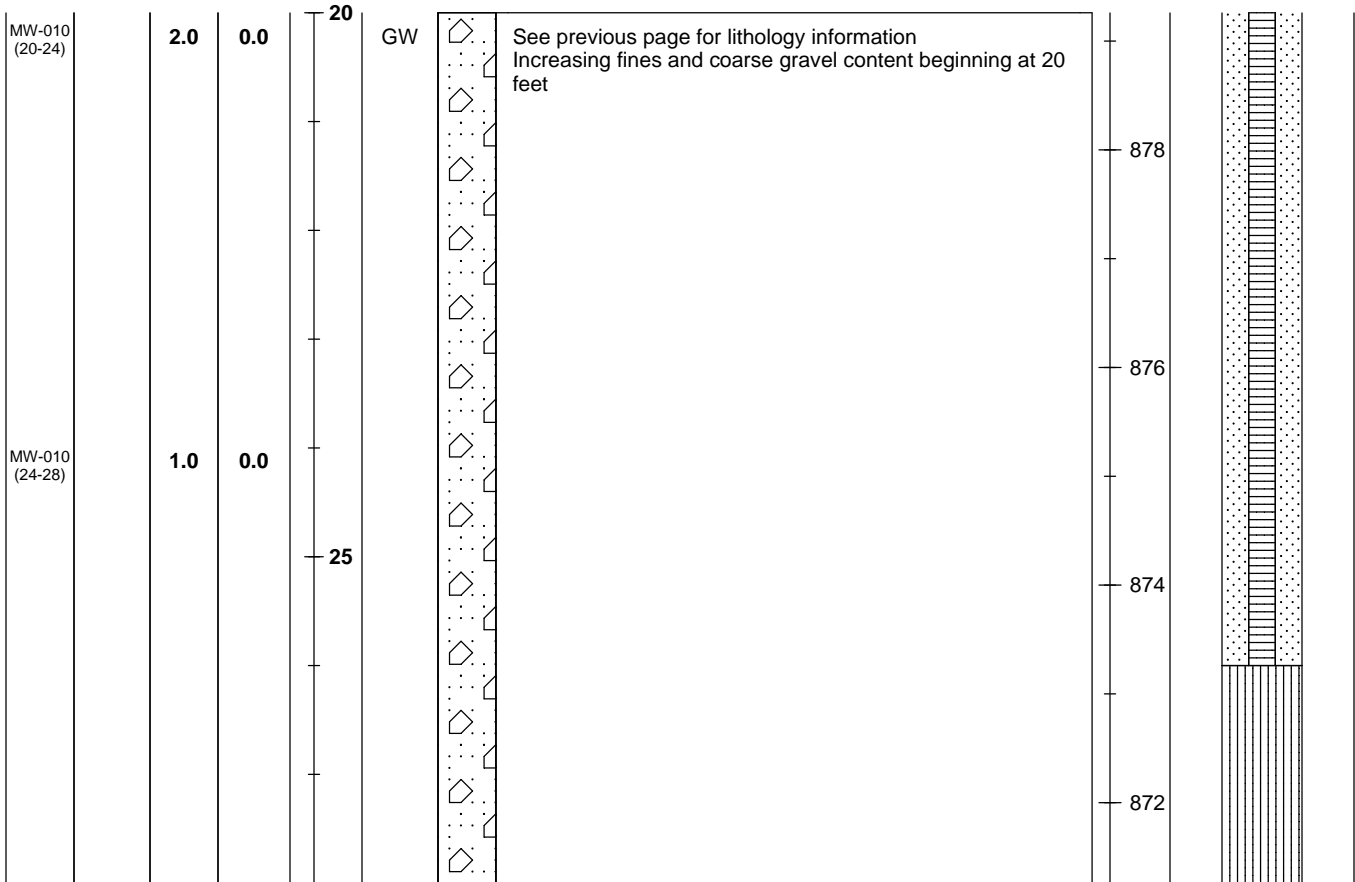 MW-010
(20-24)
2.0
0.0
20
GW
See previous page for lithology information
Increasing fines and coarse gravel content beginning at 20
feet
878
876
MW-010
(24-28)
1.0
0.0
25
874
872